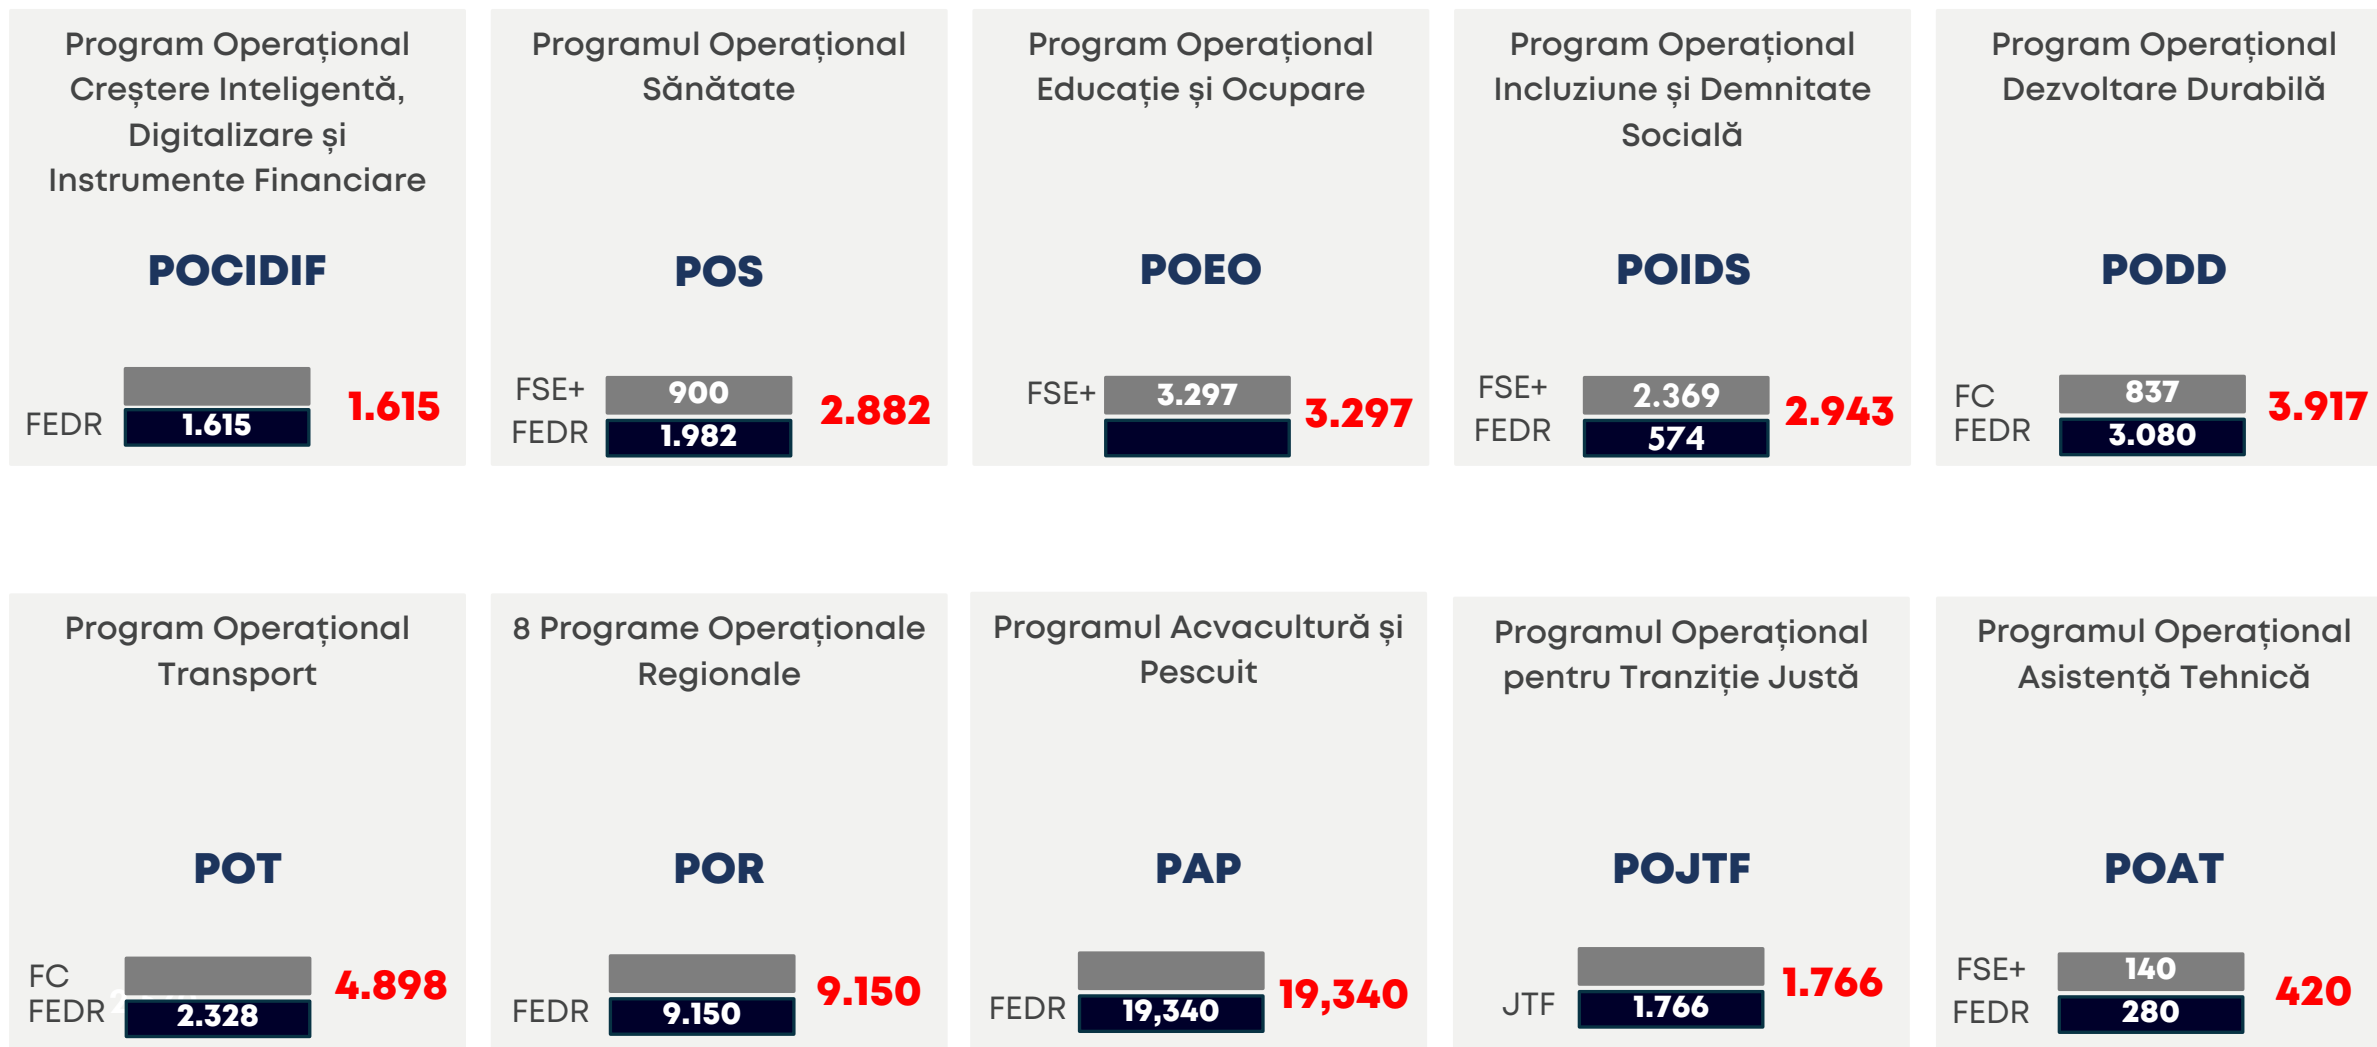 Program Operațional
Creștere Inteligentă,
Digitalizare și
Instrumente Financiare
POCIDIF
FEDR
1.615
1.615
Programul Operațional
Sănătate
POS
FSE+
900
FEDR
1.982
2.882
Program Operațional
Educație și Ocupare
POEO
FSE+
3.297
3.297
Program Operațional
Incluziune și Demnitate
Socială
POIDS
FSE+
2.369
FEDR
574
2.943
Program Operațional
Dezvoltare Durabilă
PODD
FC
837
FEDR
3.080
3.917
Program Operațional
Transport
POT
FC
FEDR
2.328
4.898
8 Programe Operaționale
Regionale
POR
FEDR
9.150
9.150
Programul Acvacultură și
Pescuit
PAP
FEDR
19,340
19,340
Programul Operațional
pentru Tranziție Justă
POJTF
JTF
1.766
1.766
Programul Operațional
Asistență Tehnică
POAT
FSE+
140
FEDR
280
420